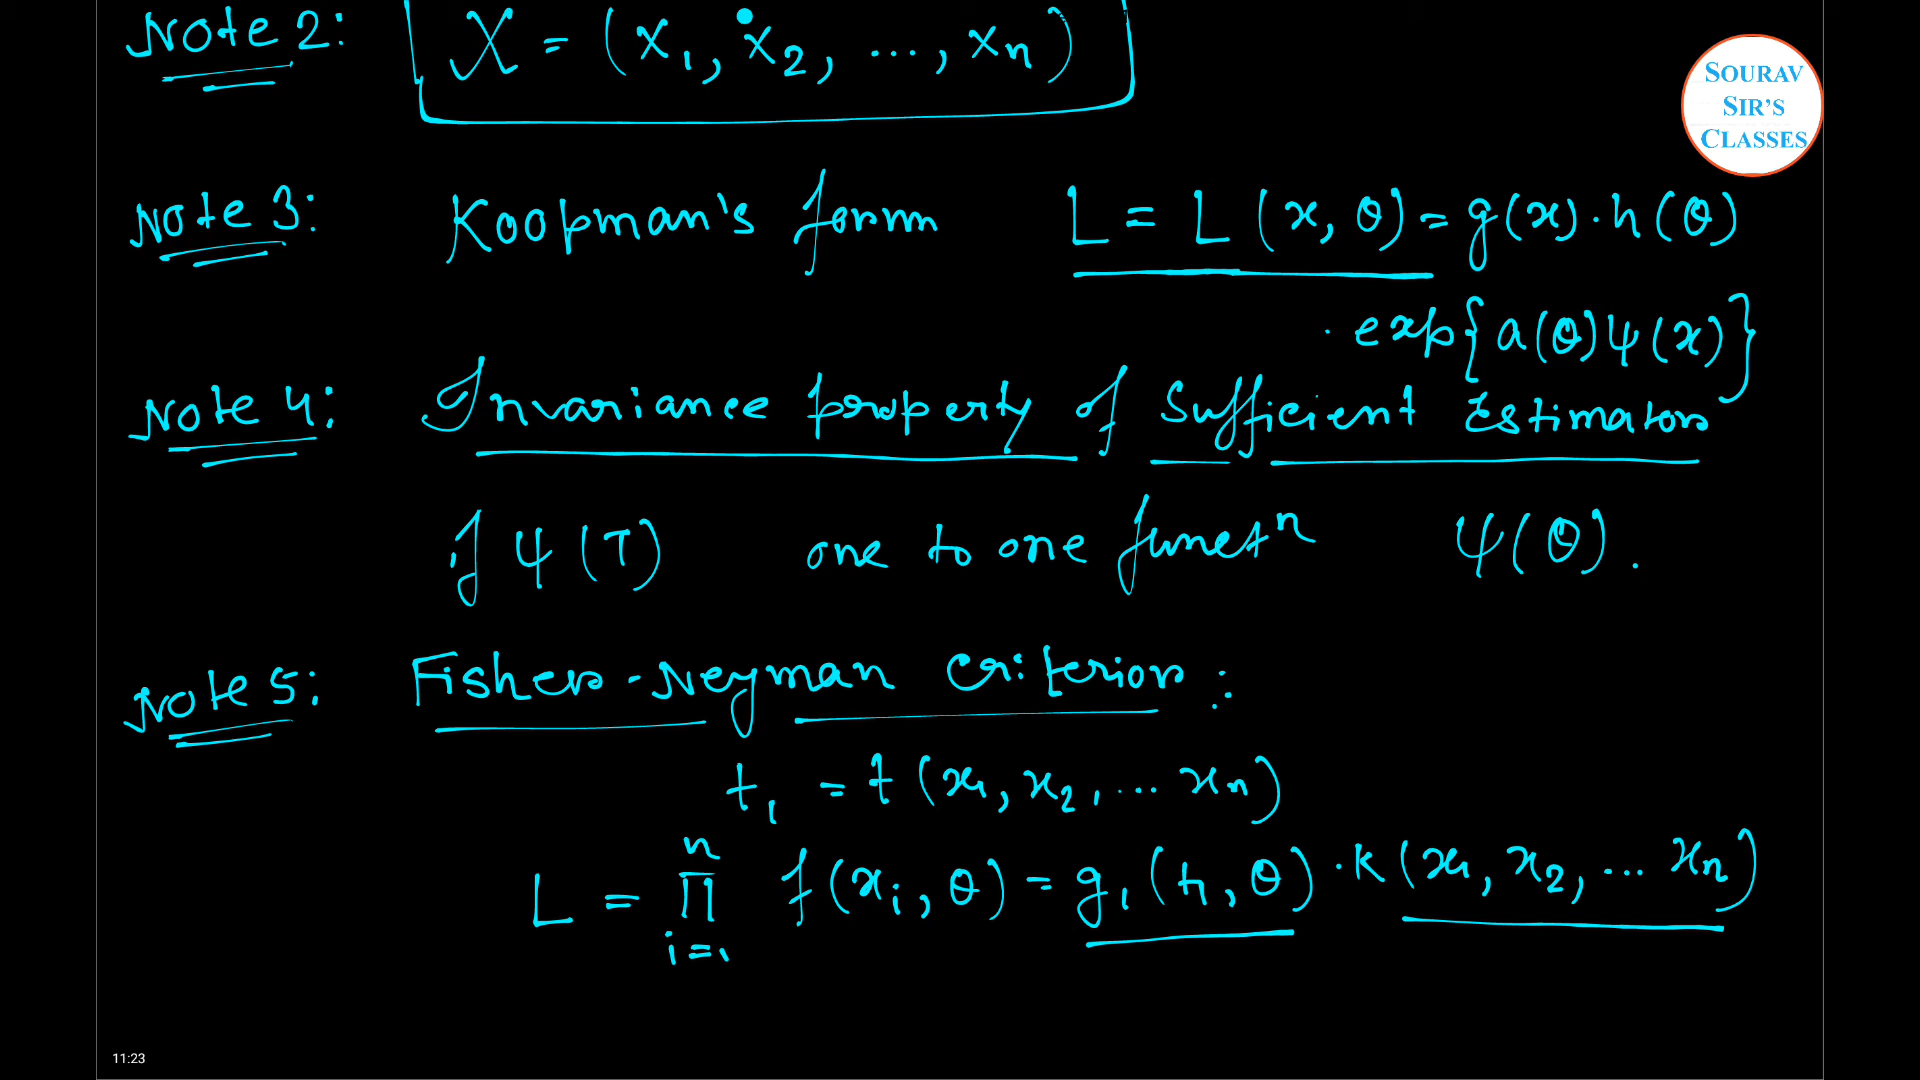 Note 2: X = (x₁, x₂, ..., xₙ)
SOURAV
SIR'S
CLASSES
Note 3: Koopman's form L = L(x, θ) = g(x)·h(θ)
· exp{a(θ)ψ(x)}
Note 4: Invariance property of Sufficient Estimators
if ψ(T) one to one functⁿ ψ(θ).
Note 5: Fisher-Neyman Criterion:
t₁ = t(x₁, x₂, ... xₙ)
L = ∏ᵢ₌₁ⁿ f(xᵢ, θ) = g₁(t₁, θ)·k(x₁, x₂, ... xₙ)
11:23